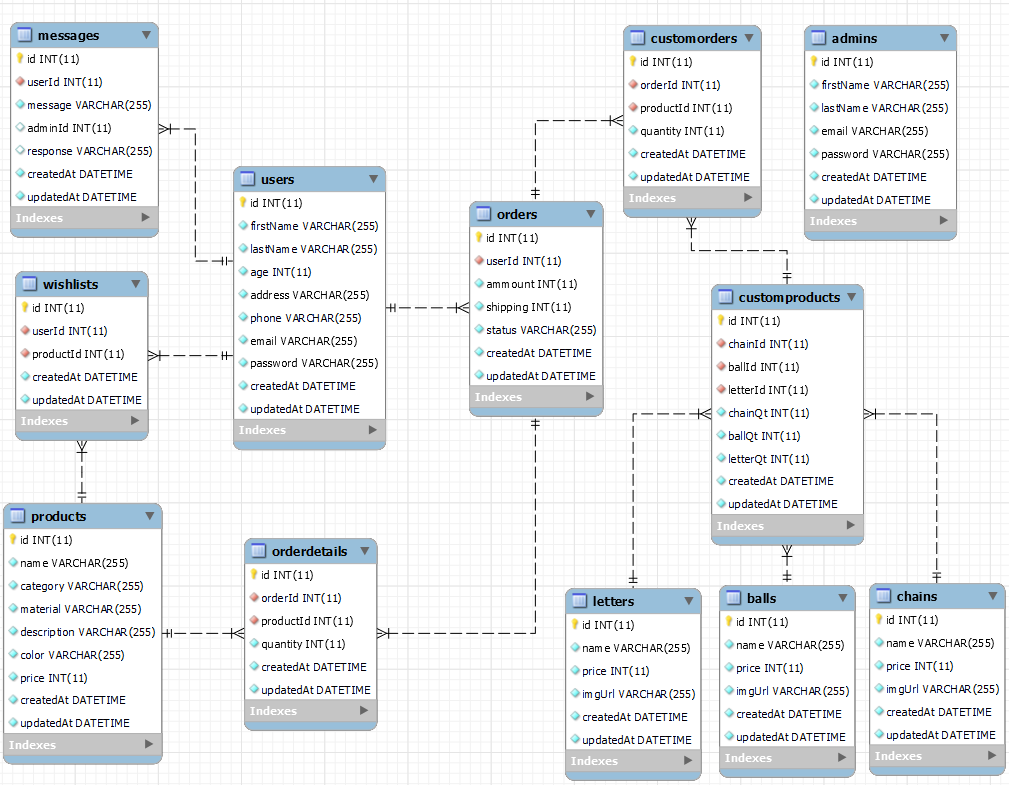 messages
id INT(11)
userId INT(11)
message VARCHAR(255)
adminId INT(11)
response VARCHAR(255)
createdAt DATETIME
updatedAt DATETIME
Indexes
users
id INT(11)
firstName VARCHAR(255)
lastName VARCHAR(255)
age INT(11)
address VARCHAR(255)
phone VARCHAR(255)
email VARCHAR(255)
password VARCHAR(255)
createdAt DATETIME
updatedAt DATETIME
Indexes
wishlists
id INT(11)
userId INT(11)
productId INT(11)
createdAt DATETIME
updatedAt DATETIME
Indexes
products
id INT(11)
name VARCHAR(255)
category VARCHAR(255)
material VARCHAR(255)
description VARCHAR(255)
color VARCHAR(255)
price INT(11)
createdAt DATETIME
updatedAt DATETIME
Indexes
orderdetails
id INT(11)
orderId INT(11)
productId INT(11)
quantity INT(11)
createdAt DATETIME
updatedAt DATETIME
Indexes
orders
id INT(11)
userId INT(11)
ammount INT(11)
shipping INT(11)
status VARCHAR(255)
createdAt DATETIME
updatedAt DATETIME
Indexes
customorders
id INT(11)
orderId INT(11)
productId INT(11)
quantity INT(11)
createdAt DATETIME
updatedAt DATETIME
Indexes
admins
id INT(11)
firstName VARCHAR(255)
lastName VARCHAR(255)
email VARCHAR(255)
password VARCHAR(255)
createdAt DATETIME
updatedAt DATETIME
Indexes
customproducts
id INT(11)
chainId INT(11)
ballId INT(11)
letterId INT(11)
chainQt INT(11)
ballQt INT(11)
letterQt INT(11)
createdAt DATETIME
updatedAt DATETIME
Indexes
letters
id INT(11)
name VARCHAR(255)
price INT(11)
imgUrl VARCHAR(255)
createdAt DATETIME
updatedAt DATETIME
Indexes
balls
id INT(11)
name VARCHAR(255)
price INT(11)
imgUrl VARCHAR(255)
createdAt DATETIME
updatedAt DATETIME
Indexes
chains
id INT(11)
name VARCHAR(255)
price INT(11)
imgUrl VARCHAR(255)
createdAt DATETIME
updatedAt DATETIME
Indexes